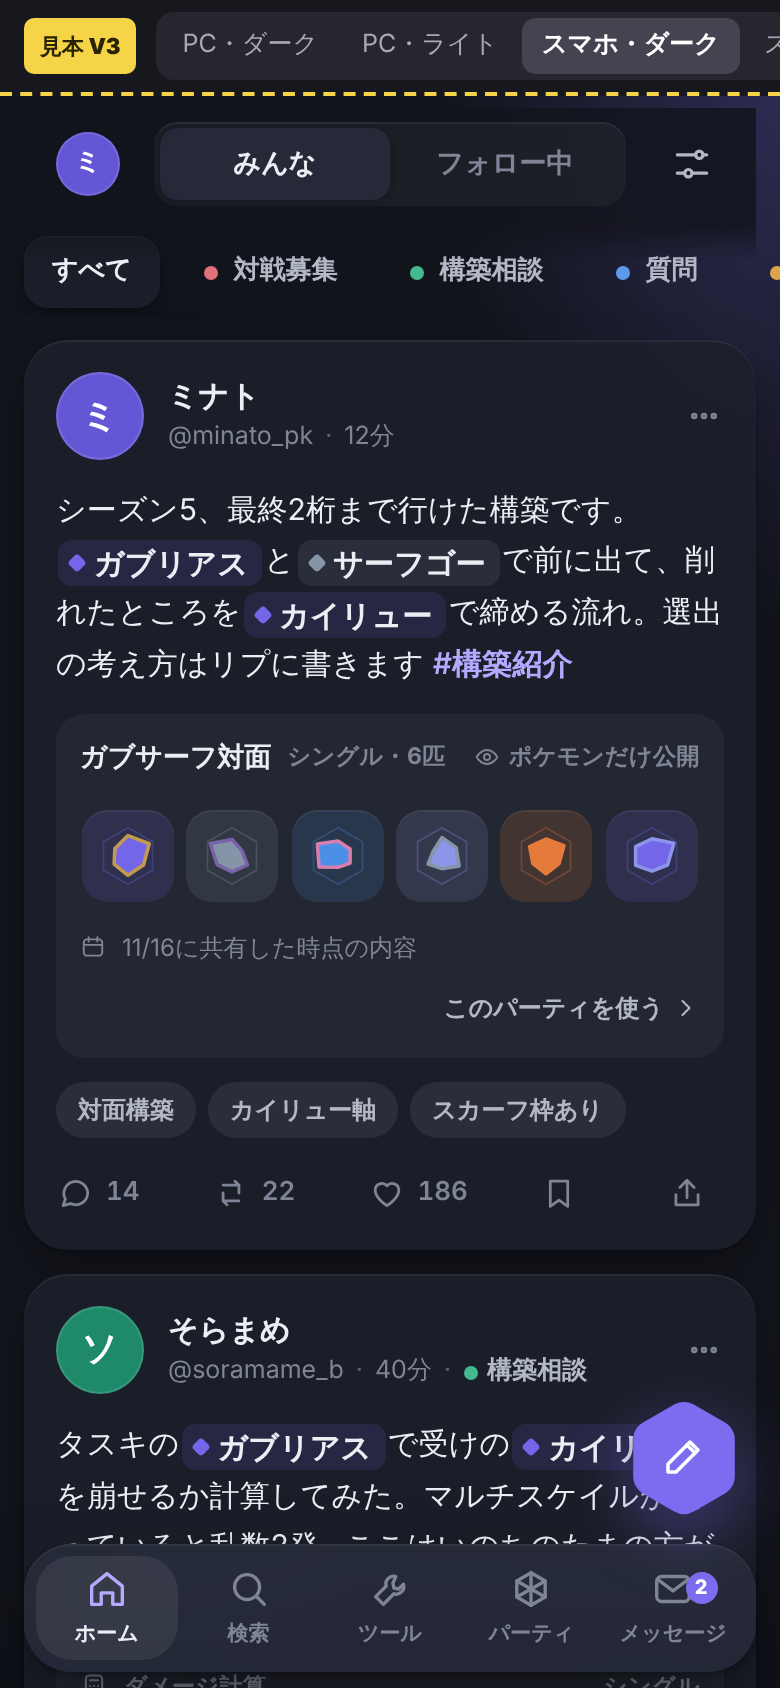 見本 V3 PC・ダーク PC・ライト スマホ・ダーク
ミ みんな フォロー中
すべて 対戦募集 構築相談 質問
ミ ミナト
@minato_pk · 12分
シーズン5、最終2桁まで行けた構築です。
ガブリアス と サーフゴー で前に出て、削
れたところを カイリュー で締める流れ。選出
の考え方はリプに書きます #構築紹介
ガブサーフ対面 シングル・6匹 ポケモンだけ公開
11/16に共有した時点の内容
このパーティを使う
対面構築 カイリュー軸 スカーフ枠あり
14 22 186
ソ そらまめ
@soramame_b · 40分 · 構築相談
タスキの ガブリアス で受けの カイリ
を崩せるか計算してみた。マルチスケイルが
ホーム 検索 ツール パーティ メッセージ 2
ダメージ計算 シングル